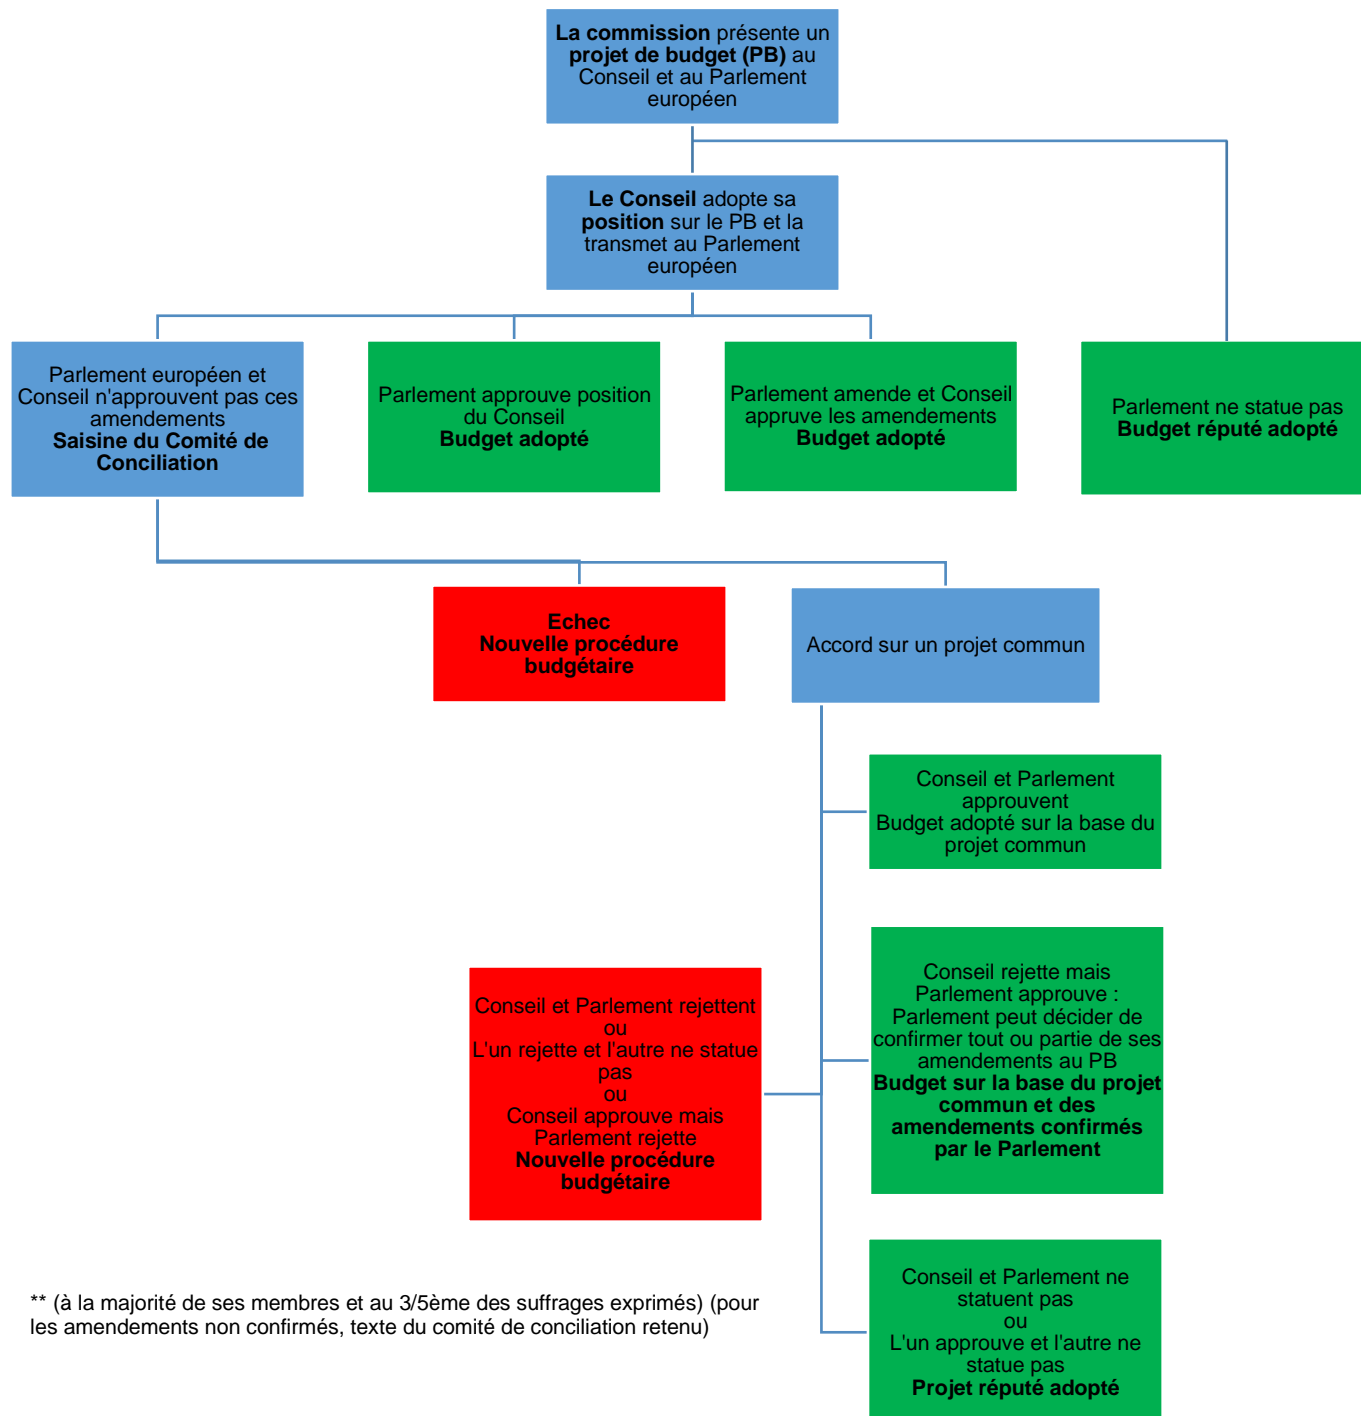 La commission présente un
projet de budget (PB) au
Conseil et au Parlement
européen
Le Conseil adopte sa
position sur le PB et la
transmet au Parlement
européen
Parlement européen et
Conseil n'approuvent pas ces
amendements
Saisine du Comité de
Conciliation
Parlement approuve position
du Conseil
Budget adopté
Parlement amende et Conseil
appruve les amendements
Budget adopté
Parlement ne statue pas
Budget réputé adopté
Echec
Nouvelle procédure
budgétaire
Accord sur un projet commun
Conseil et Parlement
approuvent
Budget adopté sur la base du
projet commun
Conseil et Parlement rejettent
ou
L'un rejette et l'autre ne statue
pas
ou
Conseil approuve mais
Parlement rejette
Nouvelle procédure
budgétaire
Conseil rejette mais
Parlement approuve :
Parlement peut décider de
confirmer tout ou partie de ses
amendements au PB
Budget sur la base du projet
commun et des
amendements confirmés
par le Parlement
Conseil et Parlement ne
statuent pas
ou
L'un approuve et l'autre ne
statue pas
Projet réputé adopté
** (à la majorité de ses membres et au 3/5ème des suffrages exprimés) (pour
les amendements non confirmés, texte du comité de conciliation retenu)